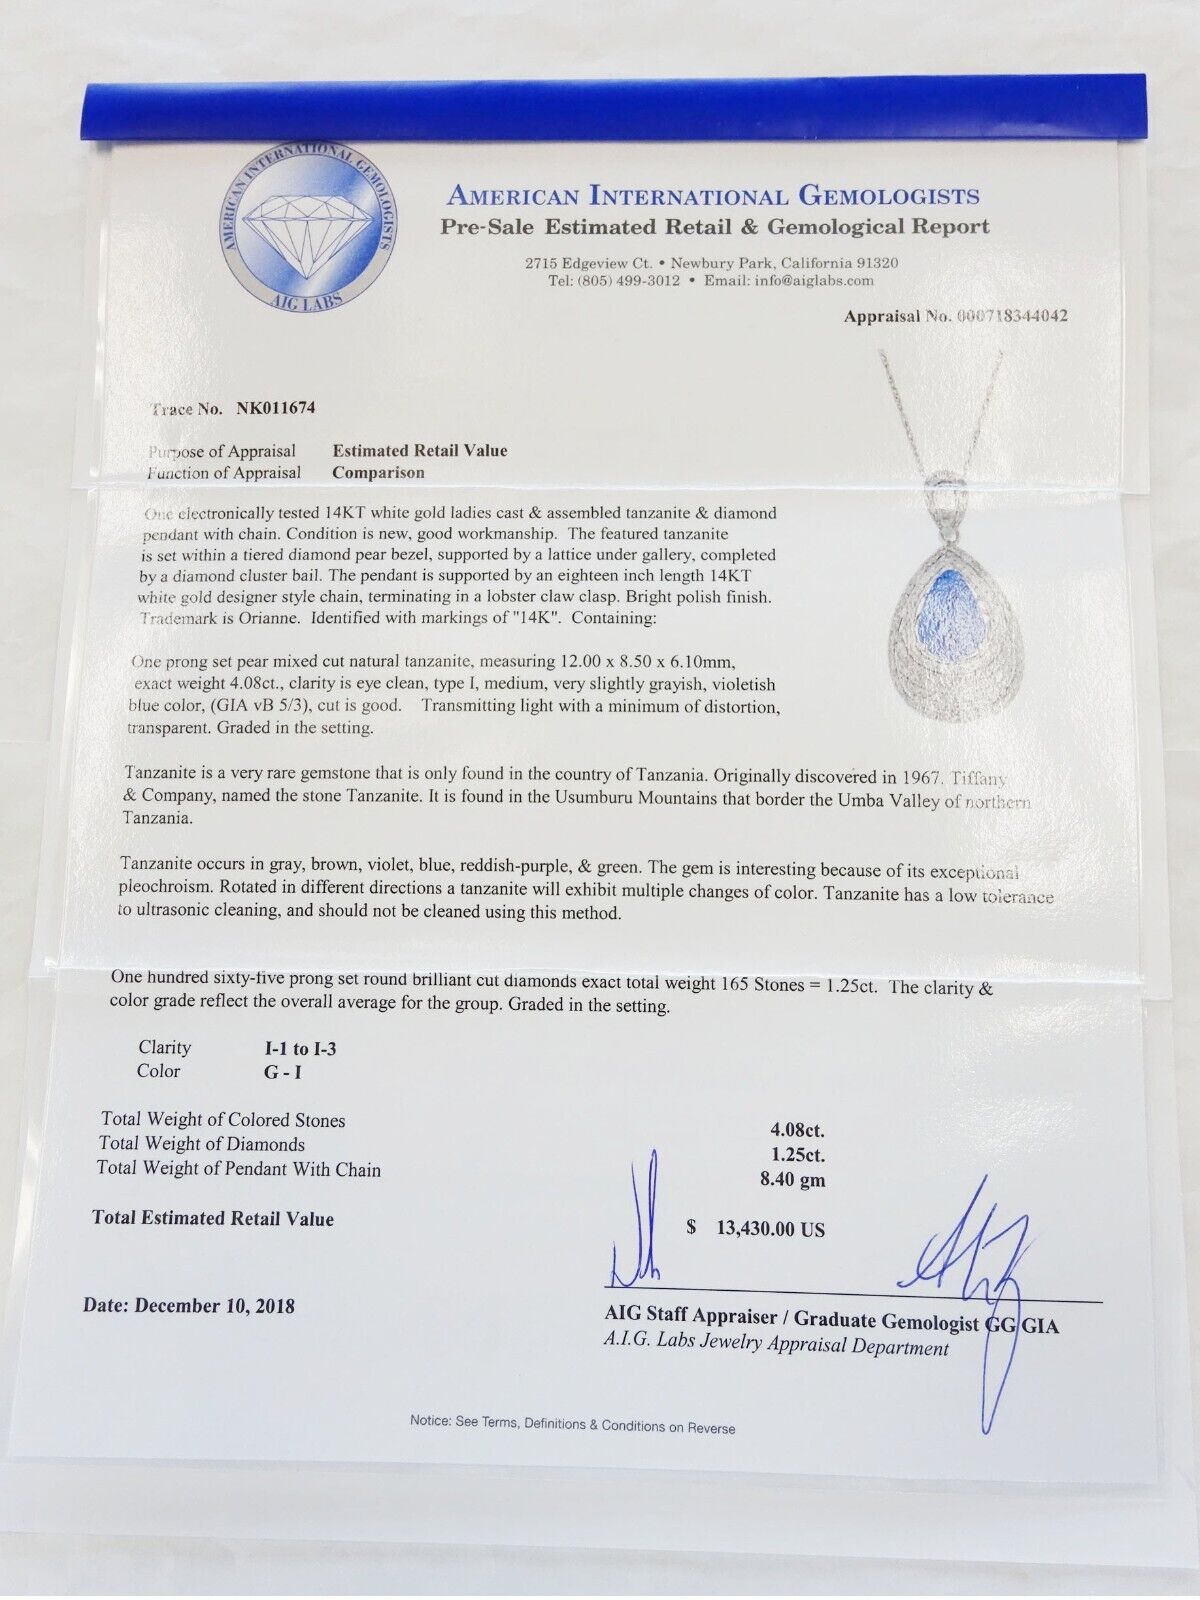 AMERICAN INTERNATIONAL GEMOLOGISTS
AIG LABS
AMERICAN INTERNATIONAL GEMOLOGISTS
Pre-Sale Estimated Retail & Gemological Report
2715 Edgeview Ct. • Newbury Park, California 91320
Tel: (805) 499-3012 • Email: info@aiglabs.com
Appraisal No. 000718344042
Trace No. NK011674
Purpose of Appraisal Estimated Retail Value
Function of Appraisal Comparison
One electronically tested 14KT white gold ladies cast & assembled tanzanite & diamond
pendant with chain. Condition is new, good workmanship. The featured tanzanite
is set within a tiered diamond pear bezel, supported by a lattice under gallery, completed
by a diamond cluster bail. The pendant is supported by an eighteen inch length 14KT
white gold designer style chain, terminating in a lobster claw clasp. Bright polish finish.
Trademark is Orianne. Identified with markings of "14K". Containing:
One prong set pear mixed cut natural tanzanite, measuring 12.00 x 8.50 x 6.10mm,
exact weight 4.08ct., clarity is eye clean, type I, medium, very slightly grayish, violetish
blue color, (GIA vB 5/3), cut is good. Transmitting light with a minimum of distortion,
transparent. Graded in the setting.
Tanzanite is a very rare gemstone that is only found in the country of Tanzania. Originally discovered in 1967. Tiffany
& Company, named the stone Tanzanite. It is found in the Usumburu Mountains that border the Umba Valley of northern
Tanzania.
Tanzanite occurs in gray, brown, violet, blue, reddish-purple, & green. The gem is interesting because of its exceptional
pleochroism. Rotated in different directions a tanzanite will exhibit multiple changes of color. Tanzanite has a low tolerance
to ultrasonic cleaning, and should not be cleaned using this method.
One hundred sixty-five prong set round brilliant cut diamonds exact total weight 165 Stones = 1.25ct. The clarity &
color grade reflect the overall average for the group. Graded in the setting.
Clarity I-1 to I-3
Color G - I
Total Weight of Colored Stones 4.08ct.
Total Weight of Diamonds 1.25ct.
Total Weight of Pendant With Chain 8.40 gm
Total Estimated Retail Value $ 13,430.00 US
Date: December 10, 2018
AIG Staff Appraiser / Graduate Gemologist GG GIA
A.I.G. Labs Jewelry Appraisal Department
Notice: See Terms, Definitions & Conditions on Reverse